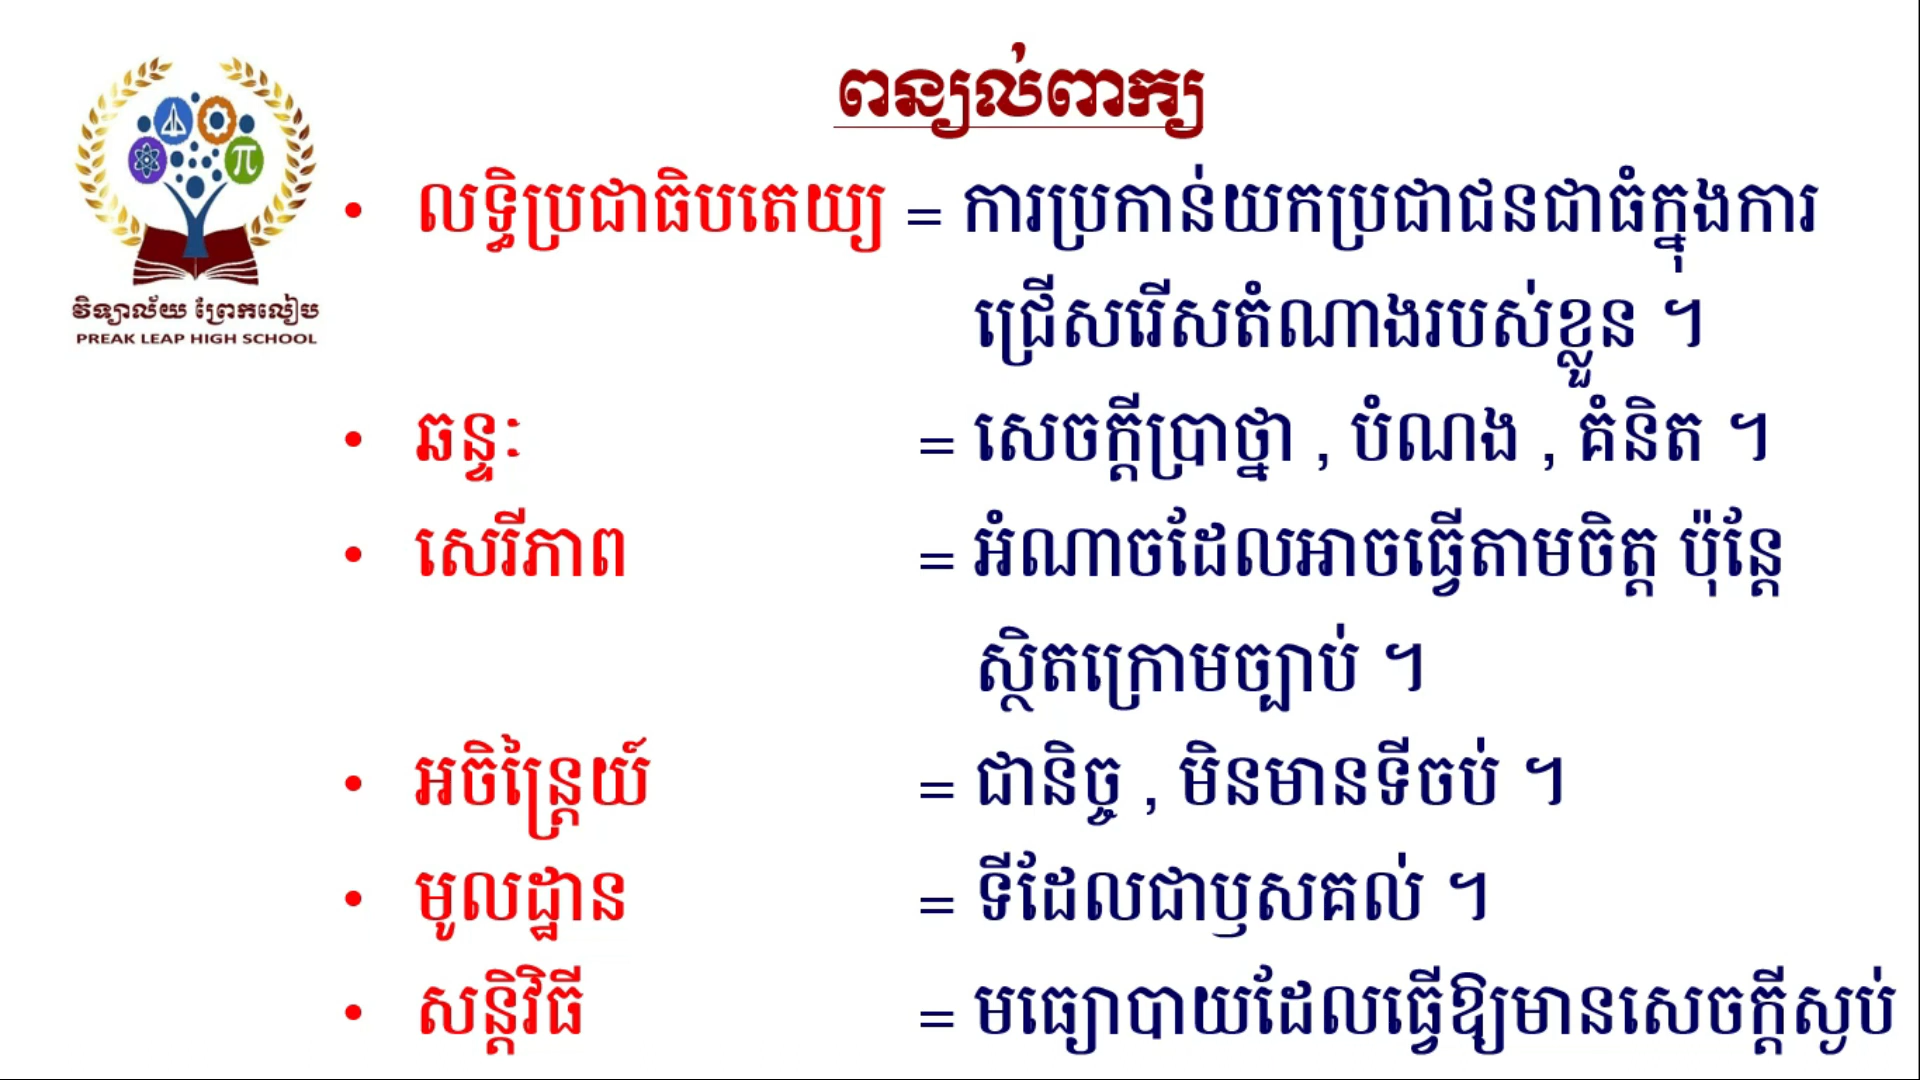 ពន្យល់ពាក្យ
វិទ្យាល័យ ព្រែកលៀប
PREAK LEAP HIGH SCHOOL
• លទ្ធិប្រជាធិបតេយ្យ = ការប្រកាន់យកប្រជាជនជាធំក្នុងការ
ជ្រើសរើសតំណាងរបស់ខ្លួន ។
• ឆន្ទៈ = សេចក្តីប្រាថ្នា , បំណង , គំនិត ។
• សេរីភាព = អំណាចដែលអាចធ្វើតាមចិត្ត ប៉ុន្តែ
ស្ថិតក្រោមច្បាប់ ។
• អចិន្ត្រៃយ៍ = ជានិច្ច , មិនមានទីចប់ ។
• មូលដ្ឋាន = ទីដែលជាឫសគល់ ។
• សន្តិវិធី = មធ្យោបាយដែលធ្វើឱ្យមានសេចក្តីស្ងប់